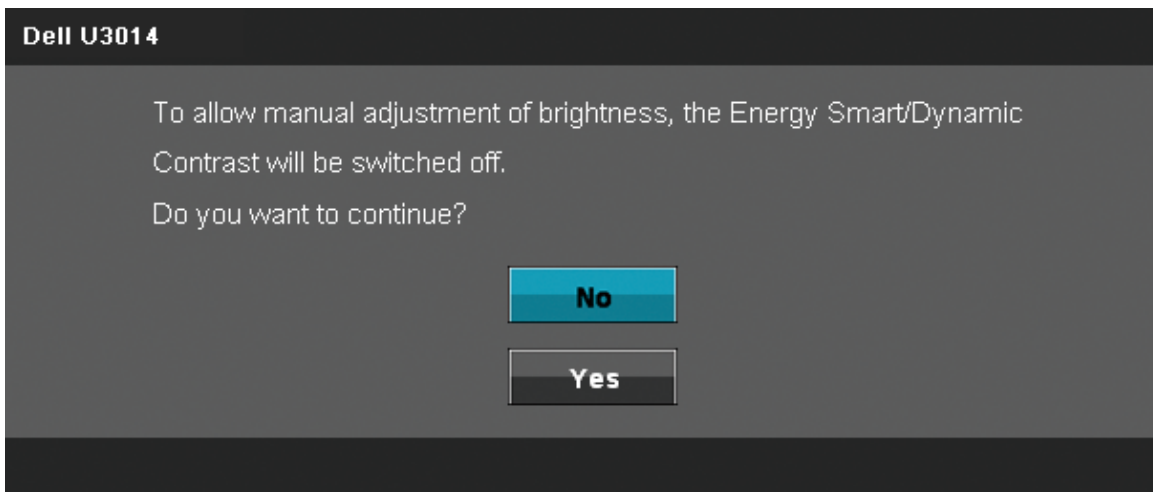 Dell U3014
To allow manual adjustment of brightness, the Energy Smart/Dynamic
Contrast will be switched off.
Do you want to continue?
No
Yes